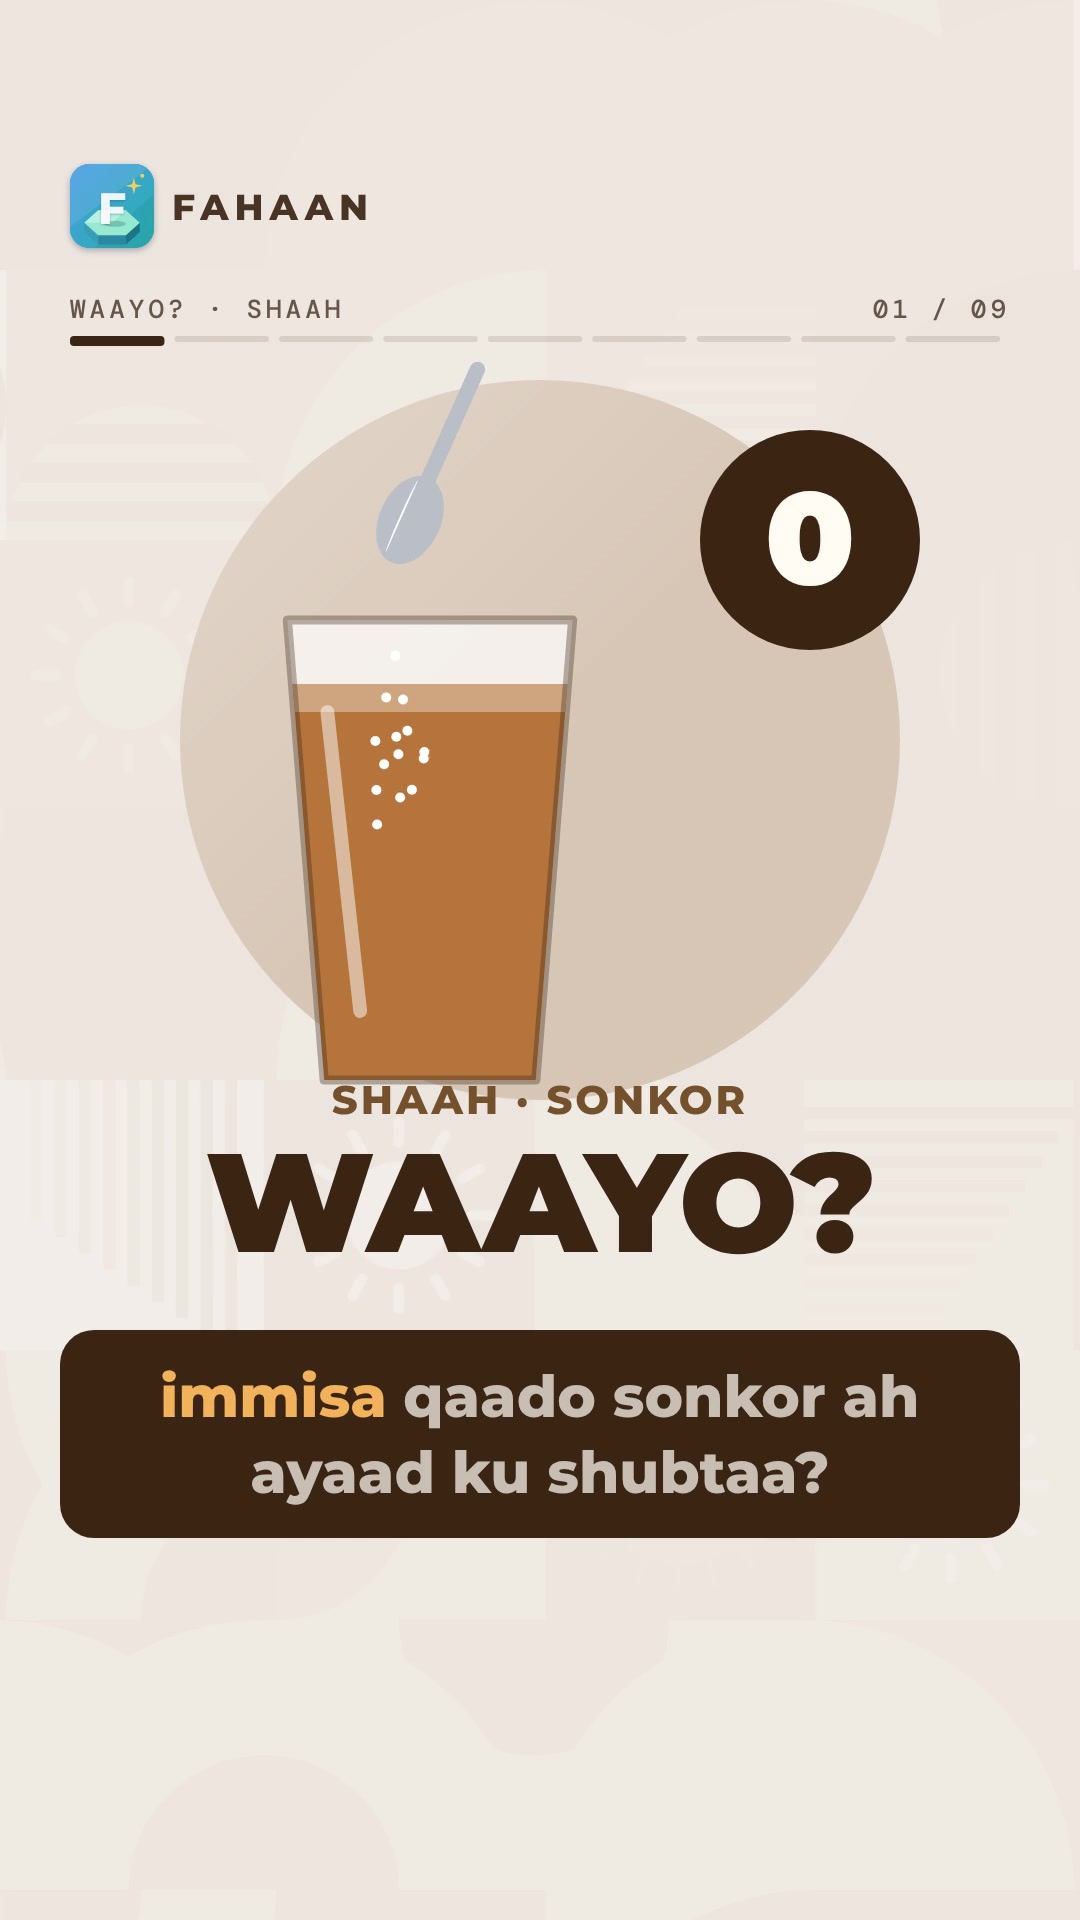 F FAHAAN
WAAYO? · SHAAH
01 / 09
0
SHAAH · SONKOR
WAAYO?
immisa qaado sonkor ah
ayaad ku shubtaa?